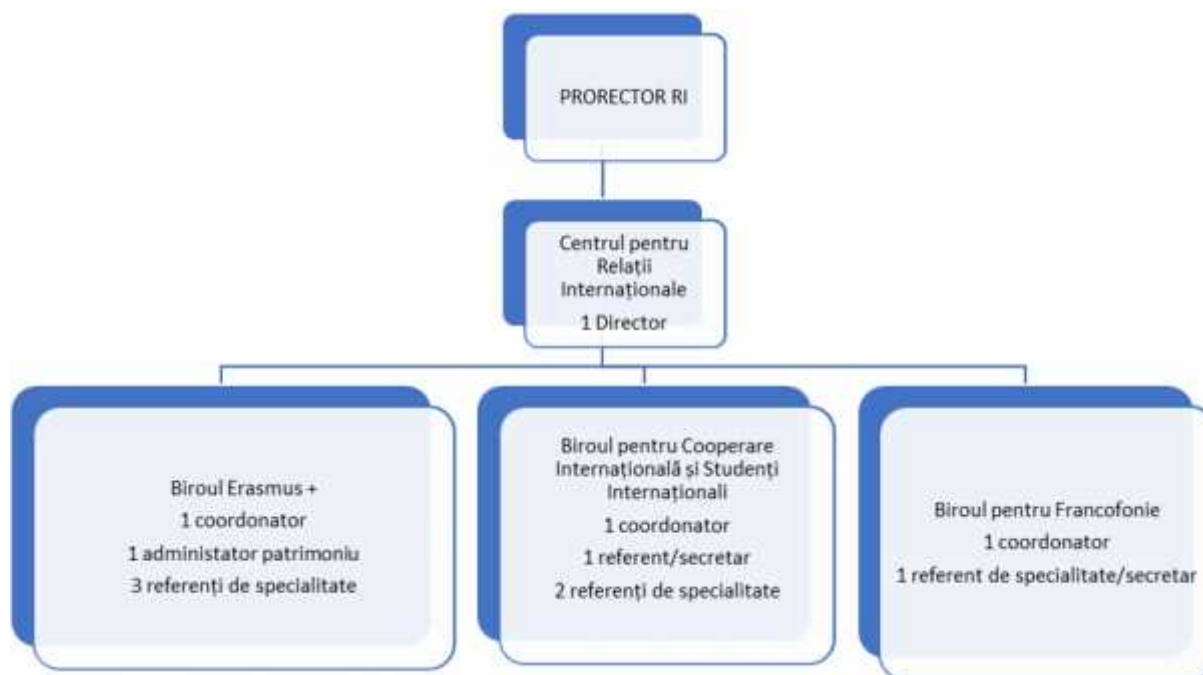 PRORECTOR RI
Centrul pentru
Relații
Internaționale
1 Director
Biroul Erasmus +
1 coordonator
1 administator patrimoniu
3 referenți de specialitate
Biroul pentru Cooperare
Internațională și Studenți
Internaționali
1 coordonator
1 referent/secretar
2 referenți de specialitate
Biroul pentru Francofonie
1 coordonator
1 referent de specialitate/secretar